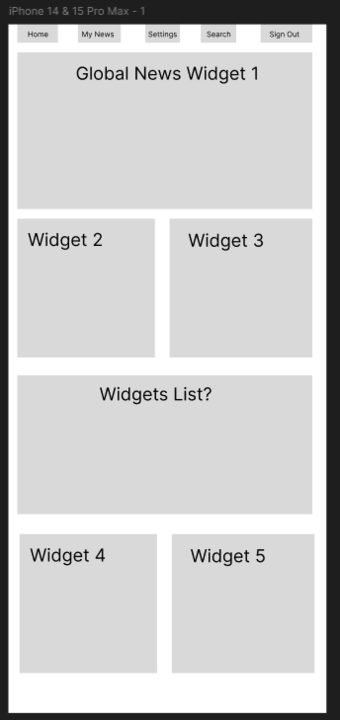 iPhone 14 & 15 Pro Max - 1
Home My News Settings Search Sign Out
Global News Widget 1
Widget 2 Widget 3
Widgets List?
Widget 4 Widget 5